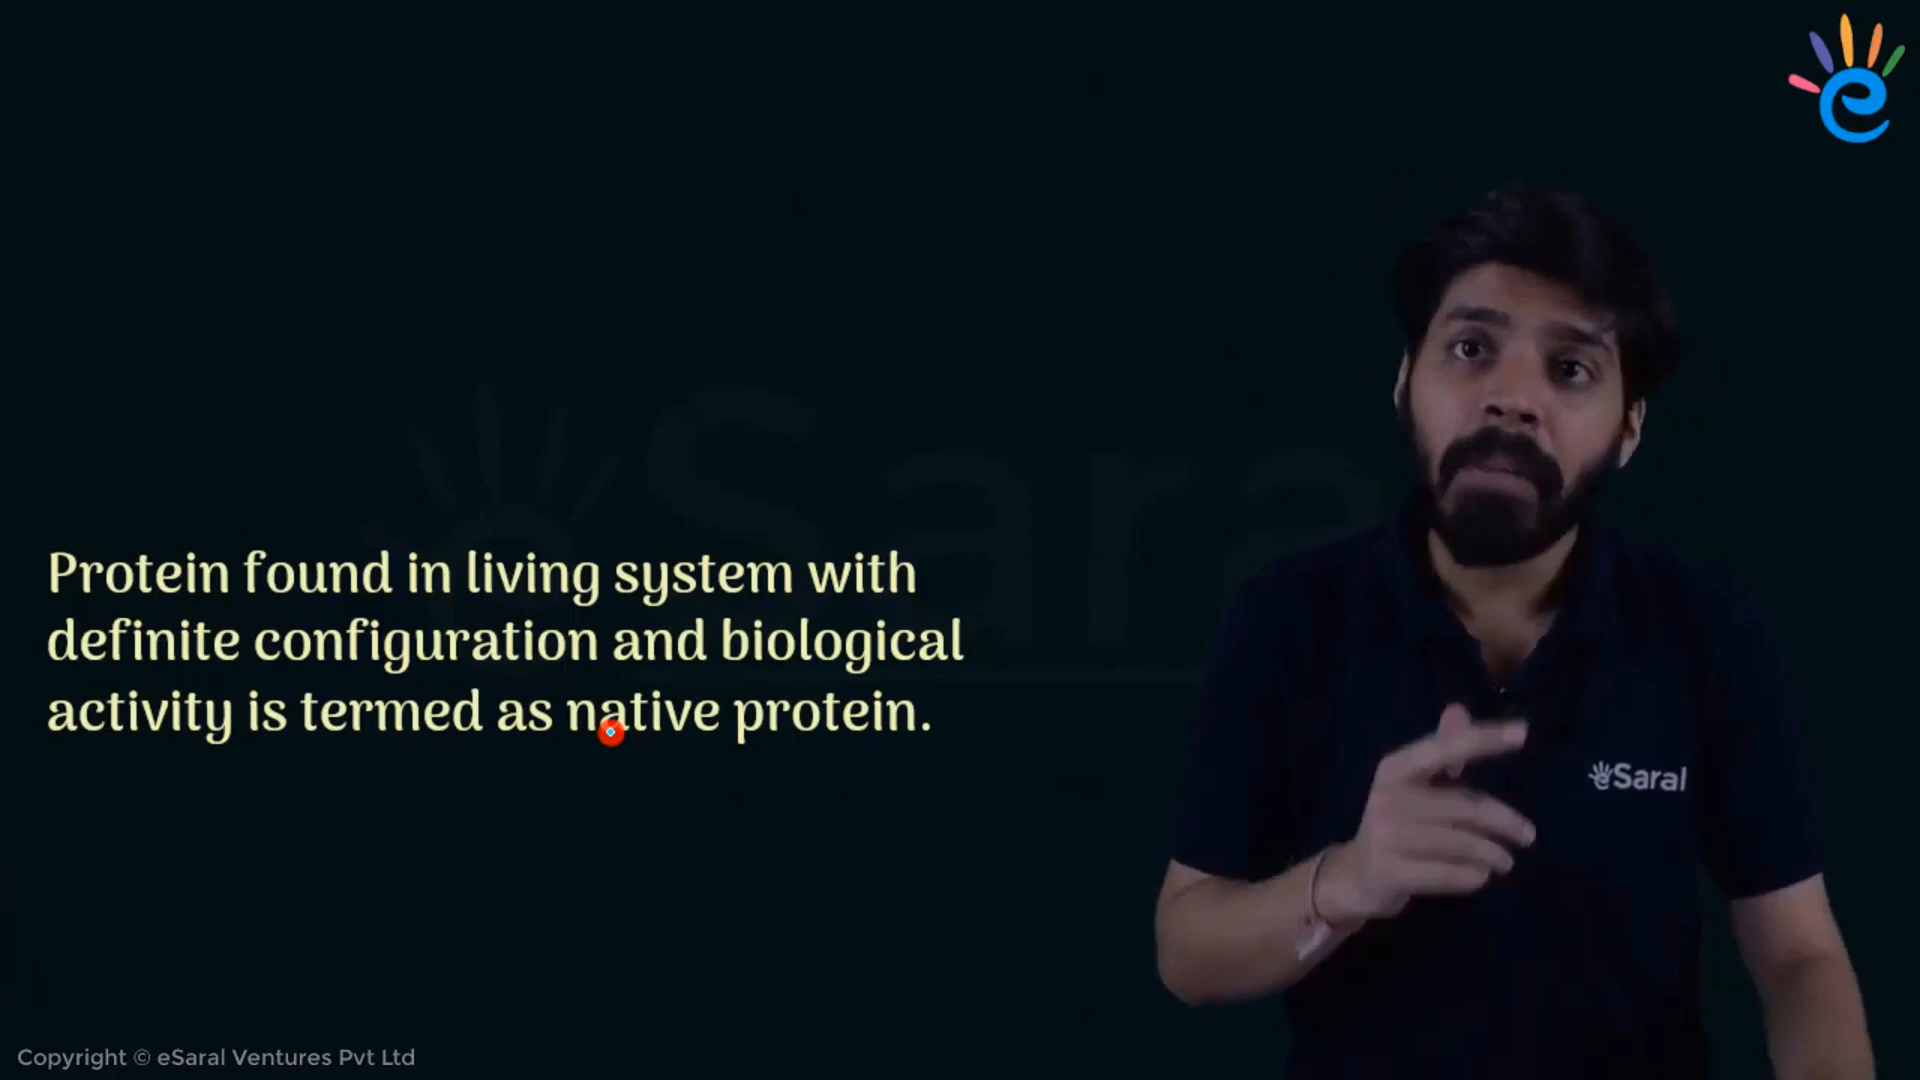 Protein found in living system with
definite configuration and biological
activity is termed as native protein.
eSaral
Copyright © eSaral Ventures Pvt Ltd